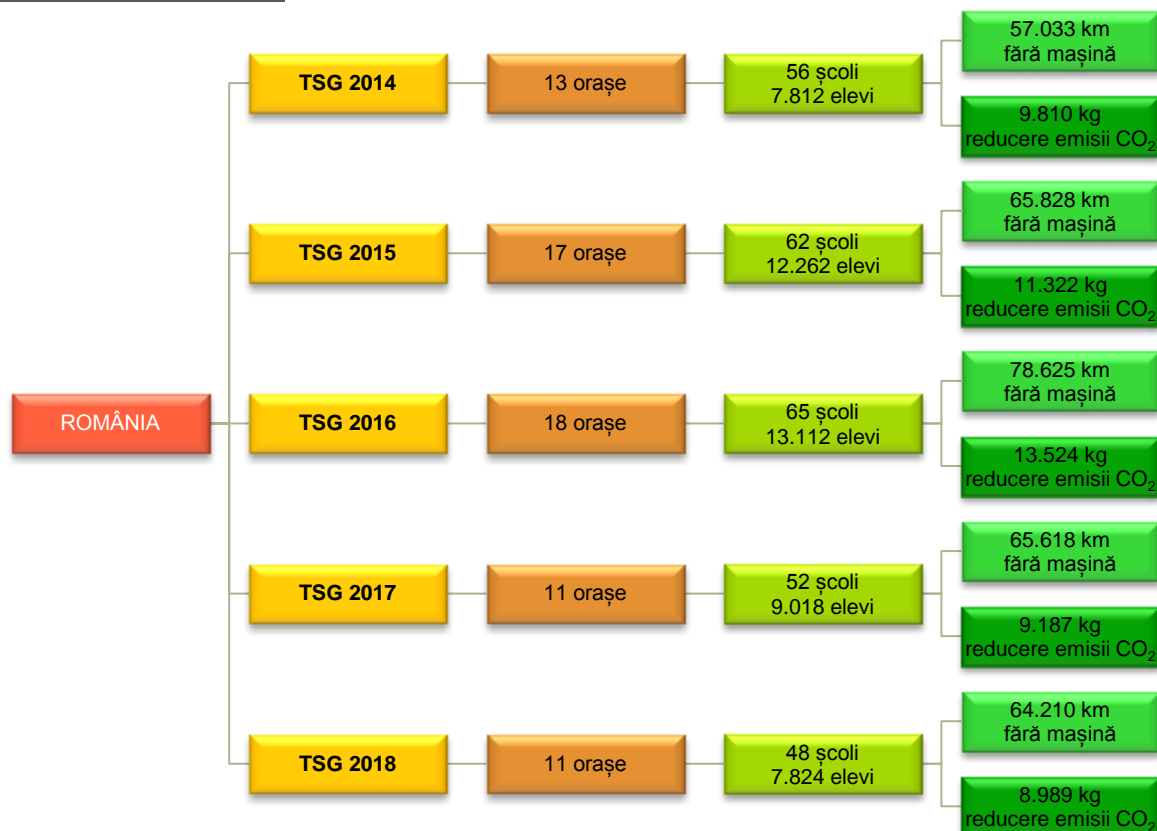 ROMÂNIA
TSG 2014
13 orașe
56 școli
7.812 elevi
57.033 km
fără mașină
9.810 kg
reducere emisii CO₂
TSG 2015
17 orașe
62 școli
12.262 elevi
65.828 km
fără mașină
11.322 kg
reducere emisii CO₂
TSG 2016
18 orașe
65 școli
13.112 elevi
78.625 km
fără mașină
13.524 kg
reducere emisii CO₂
TSG 2017
11 orașe
52 școli
9.018 elevi
65.618 km
fără mașină
9.187 kg
reducere emisii CO₂
TSG 2018
11 orașe
48 școli
7.824 elevi
64.210 km
fără mașină
8.989 kg
reducere emisii CO₂